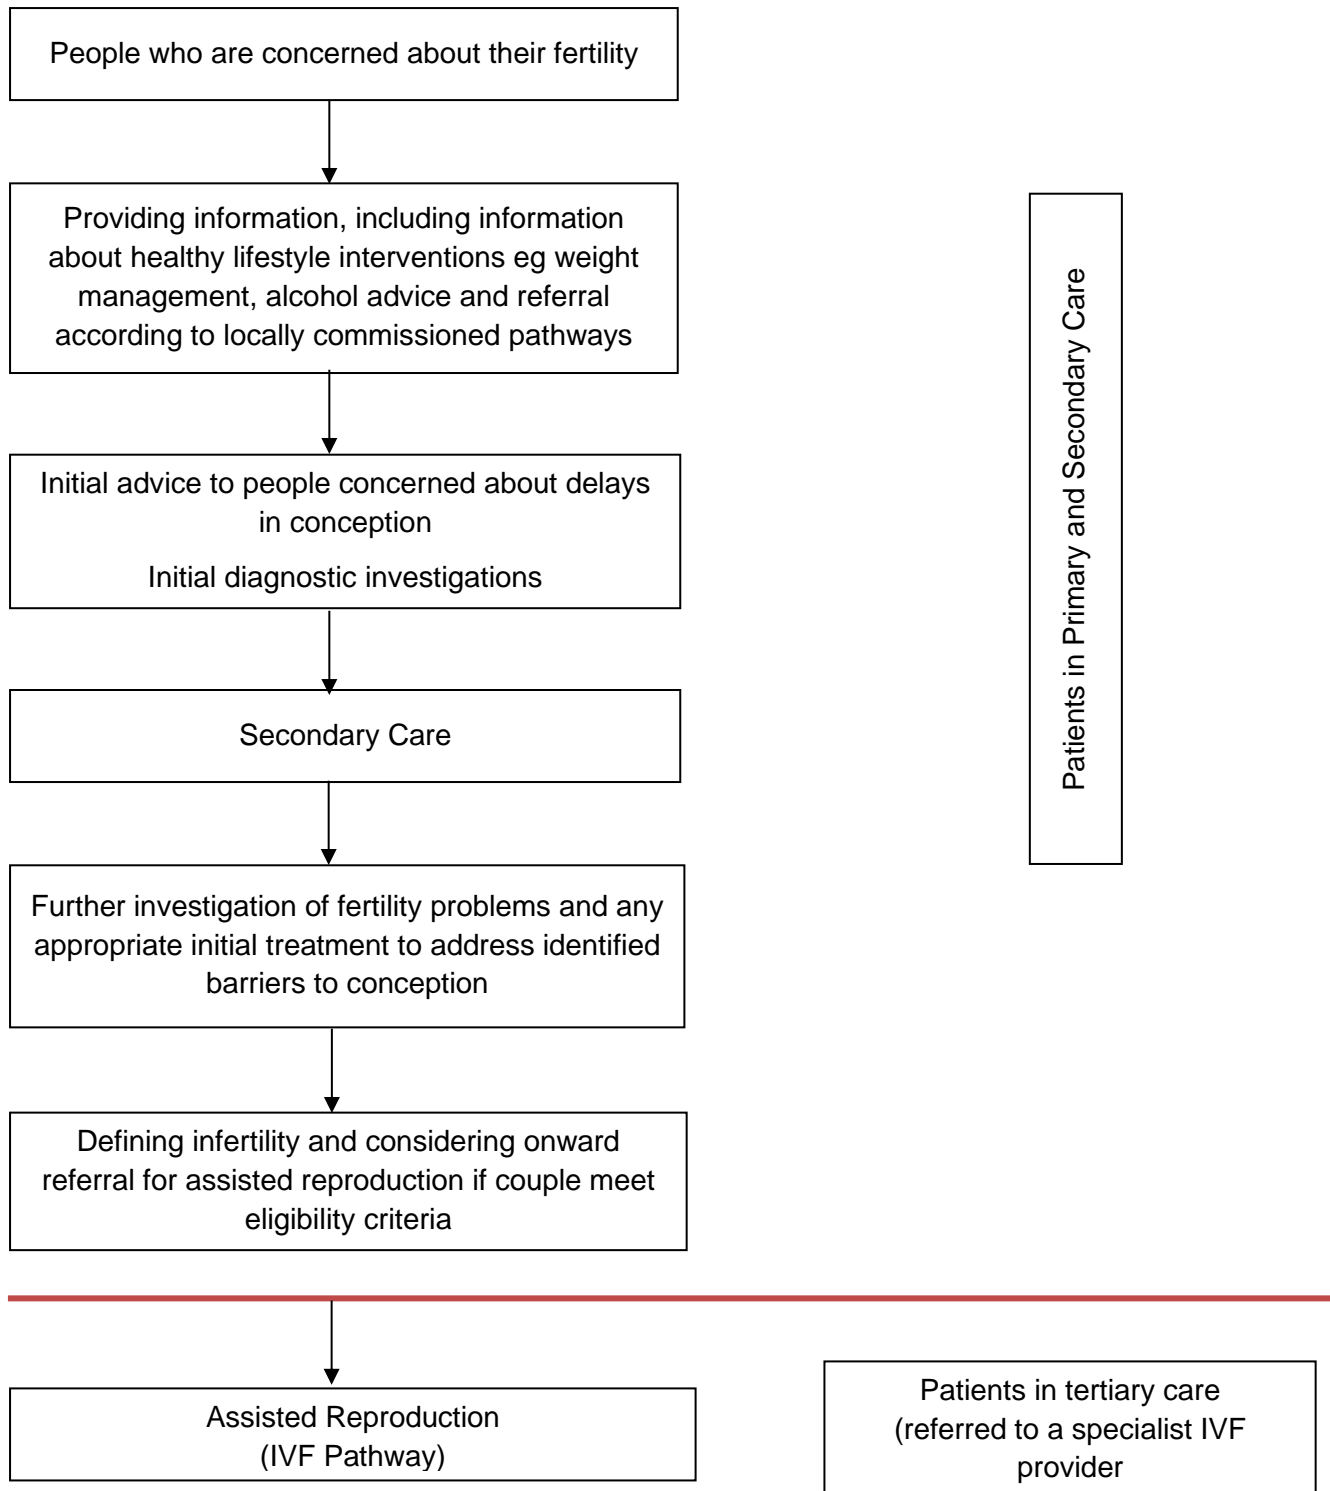 People who are concerned about their fertility
Providing information, including information
about healthy lifestyle interventions eg weight
management, alcohol advice and referral
according to locally commissioned pathways
Initial advice to people concerned about delays
in conception
Initial diagnostic investigations
Secondary Care
Further investigation of fertility problems and any
appropriate initial treatment to address identified
barriers to conception
Defining infertility and considering onward
referral for assisted reproduction if couple meet
eligibility criteria
Patients in Primary and Secondary Care
Assisted Reproduction
(IVF Pathway)
Patients in tertiary care
(referred to a specialist IVF
provider